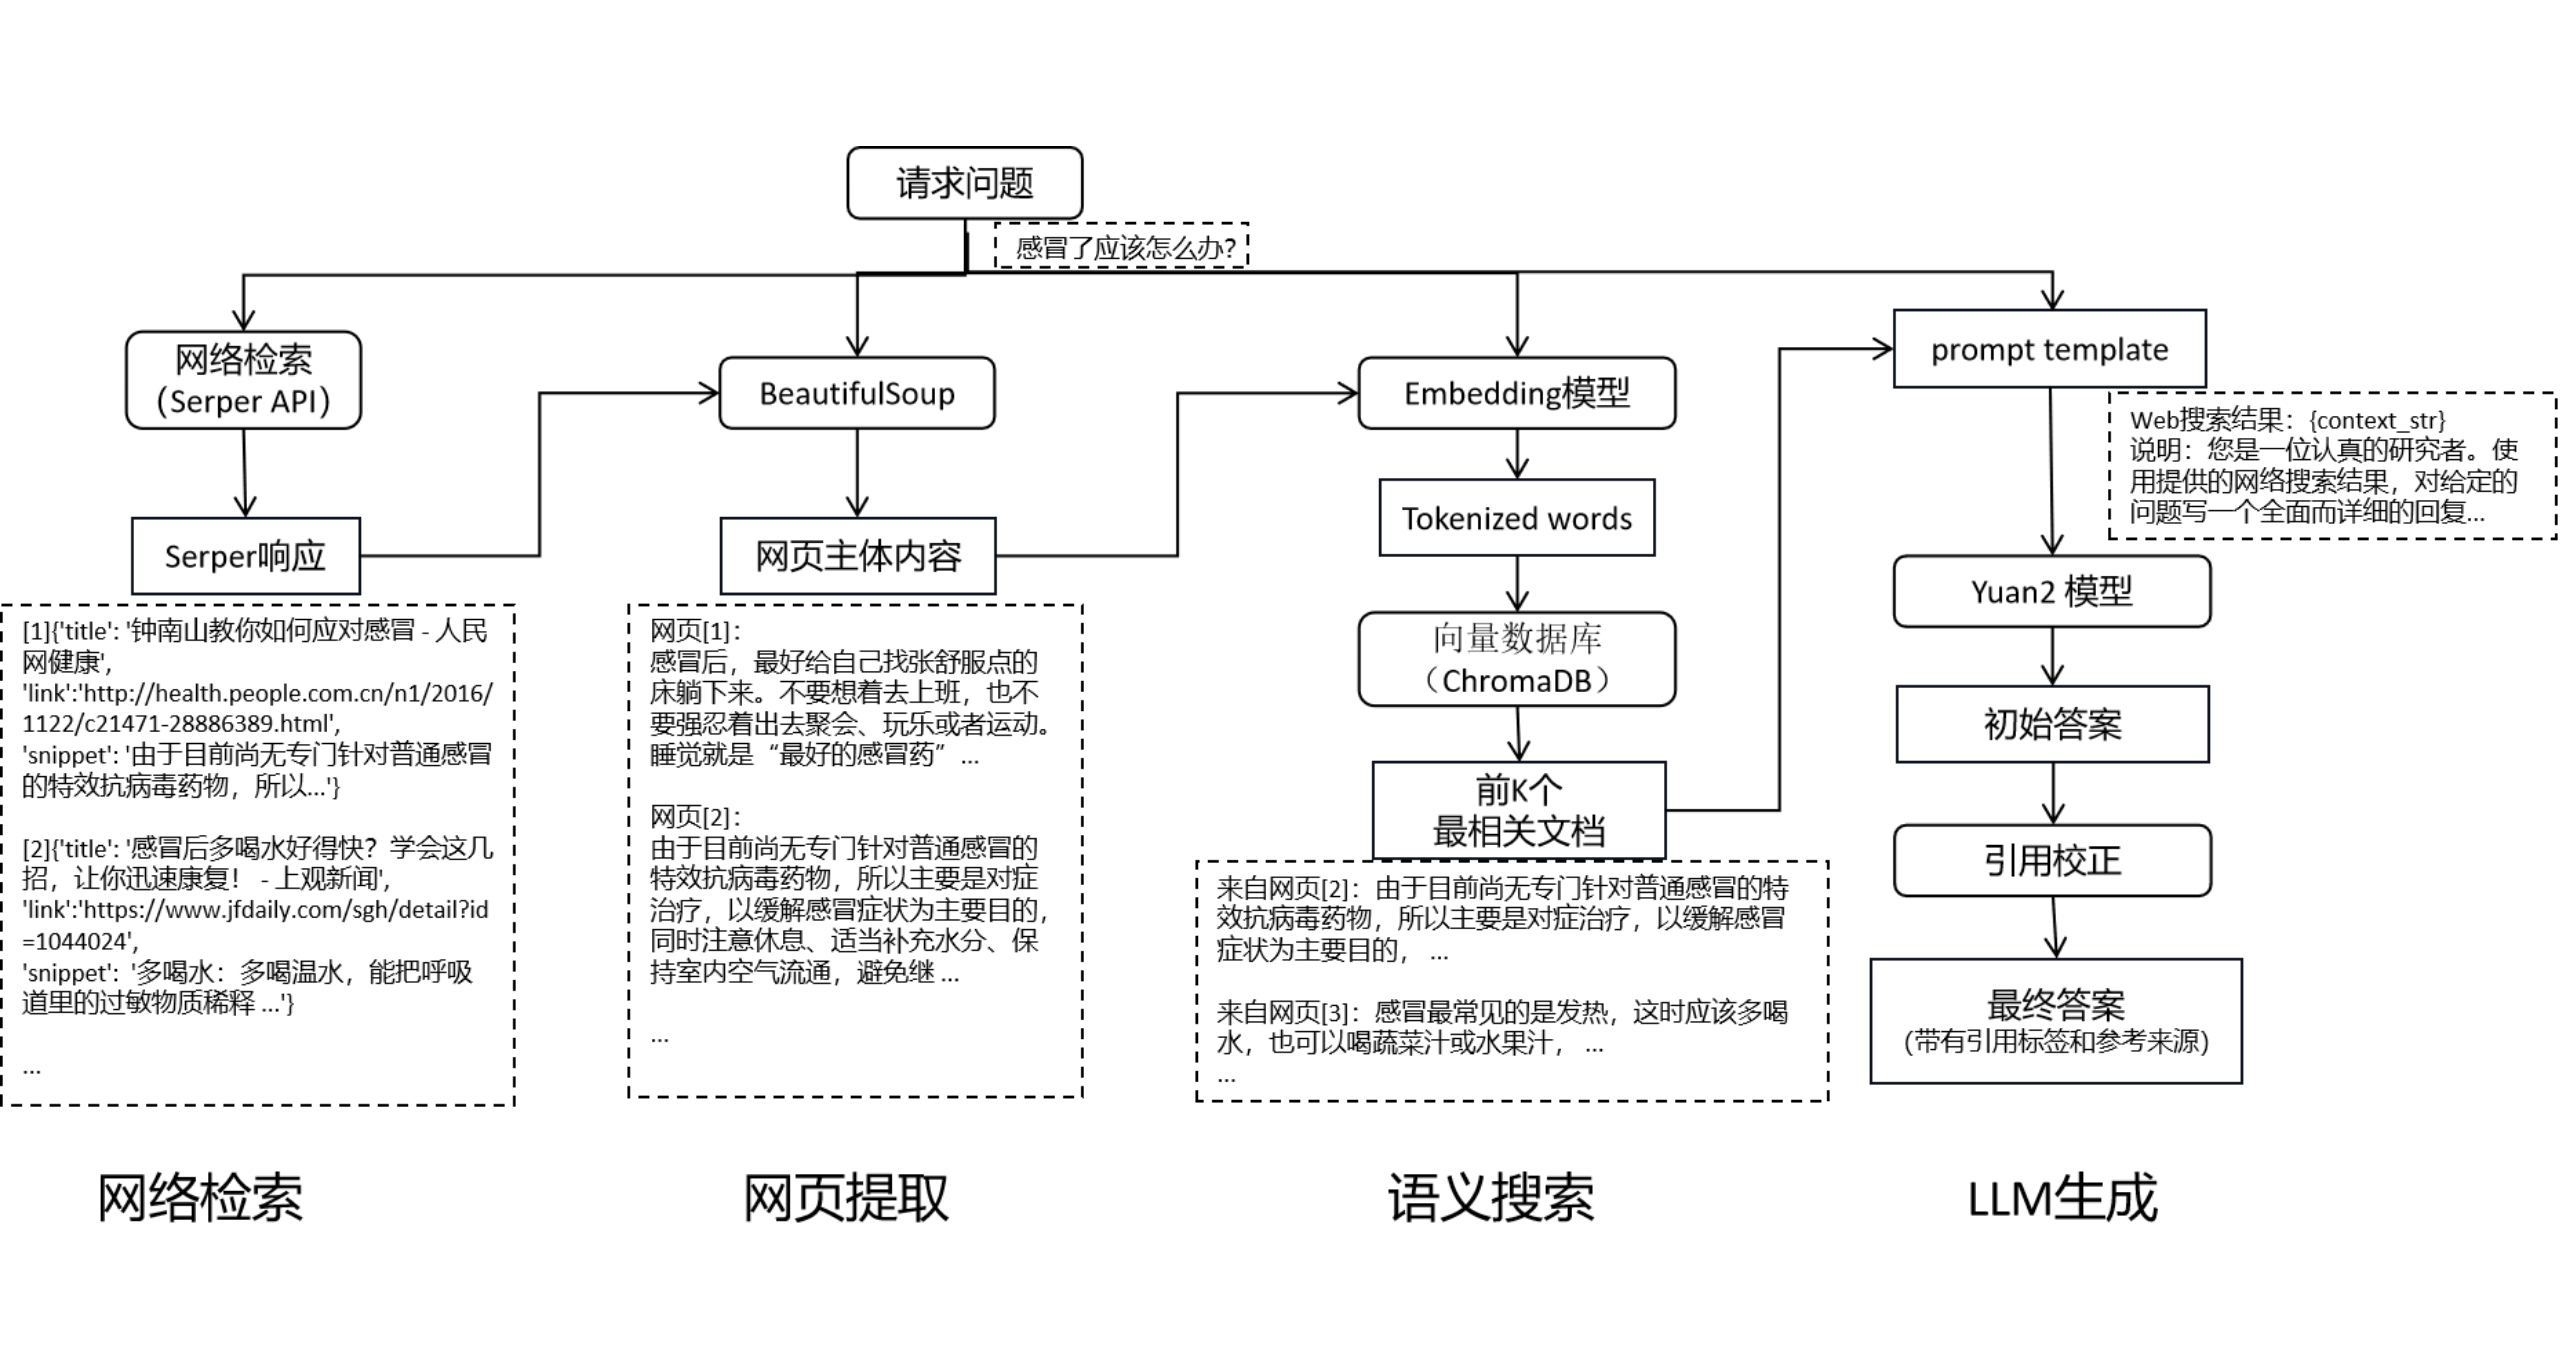 请求问题
感冒了应该怎么办?
网络检索
（Serper API）
Serper响应
[1]{'title': '钟南山教你如何应对感冒 - 人民
网健康',
'link':'http://health.people.com.cn/n1/2016/
1122/c21471-28886389.html',
'snippet': '由于目前尚无专门针对普通感冒
的特效抗病毒药物，所以...'}
[2]{'title': '感冒后多喝水好得快？学会这几
招，让你迅速康复！ - 上观新闻',
'link':'https://www.jfdaily.com/sgh/detail?id
=1044024',
'snippet': '多喝水：多喝温水，能把呼吸
道里的过敏物质稀释 ...'}
...
网络检索
BeautifulSoup
网页主体内容
网页[1]：
感冒后，最好给自己找张舒服点的
床躺下来。不要想着去上班，也不
要强忍着出去聚会、玩乐或者运动。
睡觉就是“最好的感冒药” ...
网页[2]：
由于目前尚无专门针对普通感冒的
特效抗病毒药物，所以主要是对症
治疗，以缓解感冒症状为主要目的，
同时注意休息、适当补充水分、保
持室内空气流通，避免继 ...
...
网页提取
Embedding模型
Tokenized words
向量数据库
（ChromaDB）
前K个
最相关文档
来自网页[2]：由于目前尚无专门针对普通感冒的特
效抗病毒药物，所以主要是对症治疗，以缓解感冒
症状为主要目的， ...
来自网页[3]：感冒最常见的是发热，这时应该多喝
水，也可以喝蔬菜汁或水果汁， ...
...
语义搜索
prompt template
Web搜索结果：{context_str}
说明：您是一位认真的研究者。使
用提供的网络搜索结果，对给定的
问题写一个全面而详细的回复...
Yuan2 模型
初始答案
引用校正
最终答案
(带有引用标签和参考来源)
LLM生成